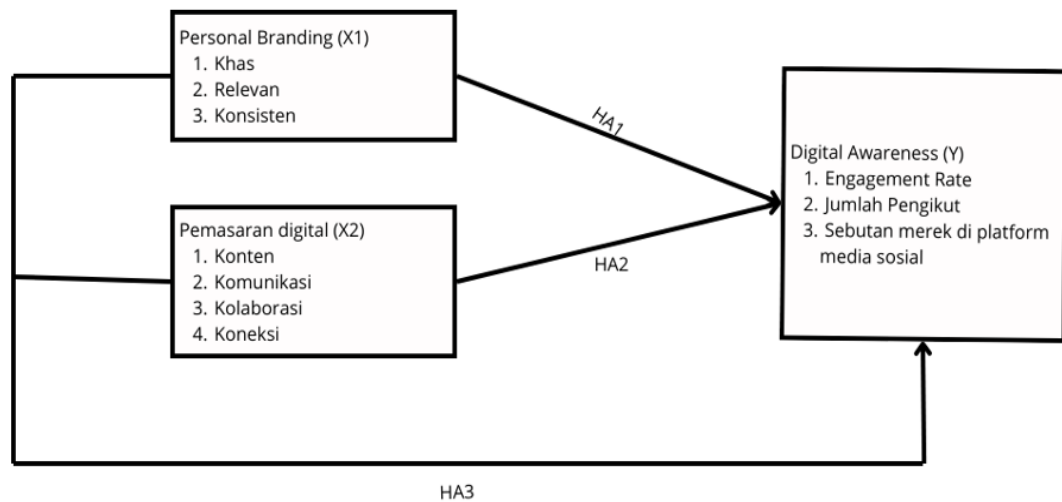 Personal Branding (X1)
1. Khas
2. Relevan
3. Konsisten
HA1
Pemasaran digital (X2)
1. Konten
2. Komunikasi
3. Kolaborasi
4. Koneksi
HA2
Digital Awareness (Y)
1. Engagement Rate
2. Jumlah Pengikut
3. Sebutan merek di platform
media sosial
HA3